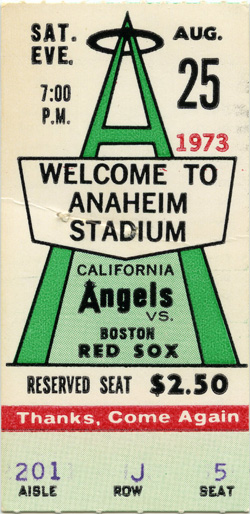 SAT. AUG.
EVE. 25
7:00
P.M.
1973
WELCOME TO
ANAHEIM
STADIUM
CALIFORNIA
Angels
VS.
BOSTON
RED SOX
RESERVED SEAT $2.50
Thanks, Come Again
201 J 5
AISLE ROW SEAT